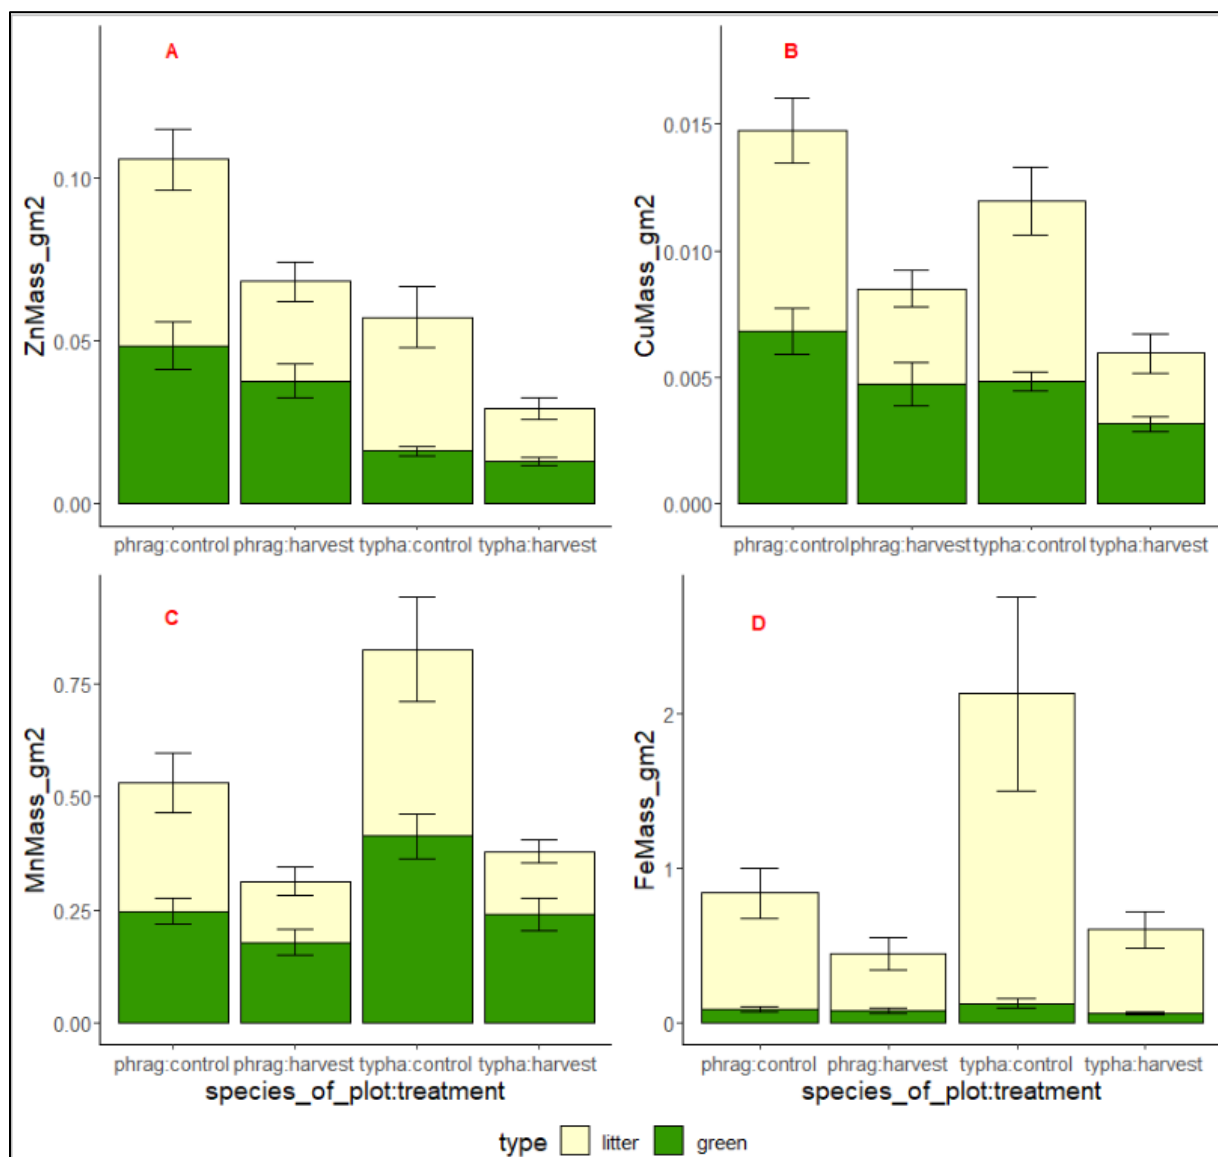 A
ZnMass_gm2
0.10
0.05
0.00
phrag:control phrag:harvest typha:control typha:harvest
B
CuMass_gm2
0.015
0.010
0.005
0.000
phrag:control phrag:harvest typha:control typha:harvest
C
MnMass_gm2
0.75
0.50
0.25
0.00
phrag:control phrag:harvest typha:control typha:harvest
species_of_plot:treatment
D
FeMass_gm2
2
1
0
phrag:control phrag:harvest typha:control typha:harvest
species_of_plot:treatment
type litter green